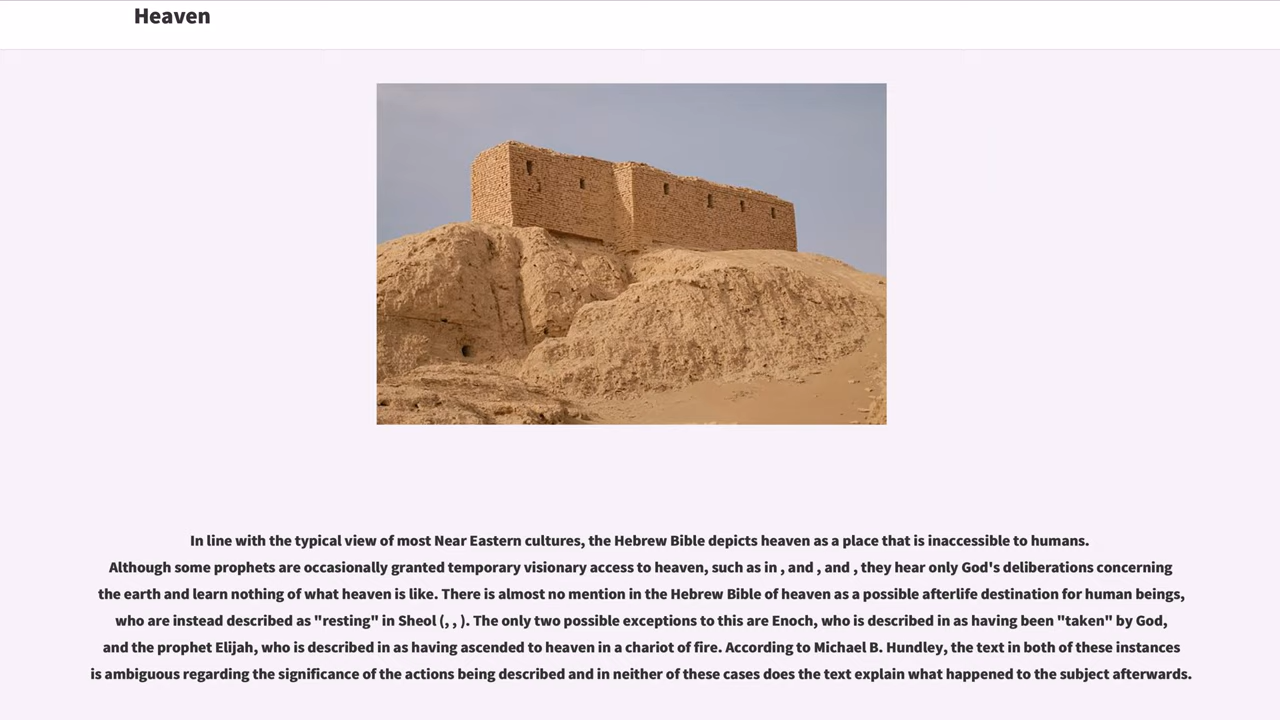 Heaven
In line with the typical view of most Near Eastern cultures, the Hebrew Bible depicts heaven as a place that is inaccessible to humans.
Although some prophets are occasionally granted temporary visionary access to heaven, such as in , and , and , they hear only God's deliberations concerning
the earth and learn nothing of what heaven is like. There is almost no mention in the Hebrew Bible of heaven as a possible afterlife destination for human beings,
who are instead described as "resting" in Sheol (, , ). The only two possible exceptions to this are Enoch, who is described in as having been "taken" by God,
and the prophet Elijah, who is described in as having ascended to heaven in a chariot of fire. According to Michael B. Hundley, the text in both of these instances
is ambiguous regarding the significance of the actions being described and in neither of these cases does the text explain what happened to the subject afterwards.